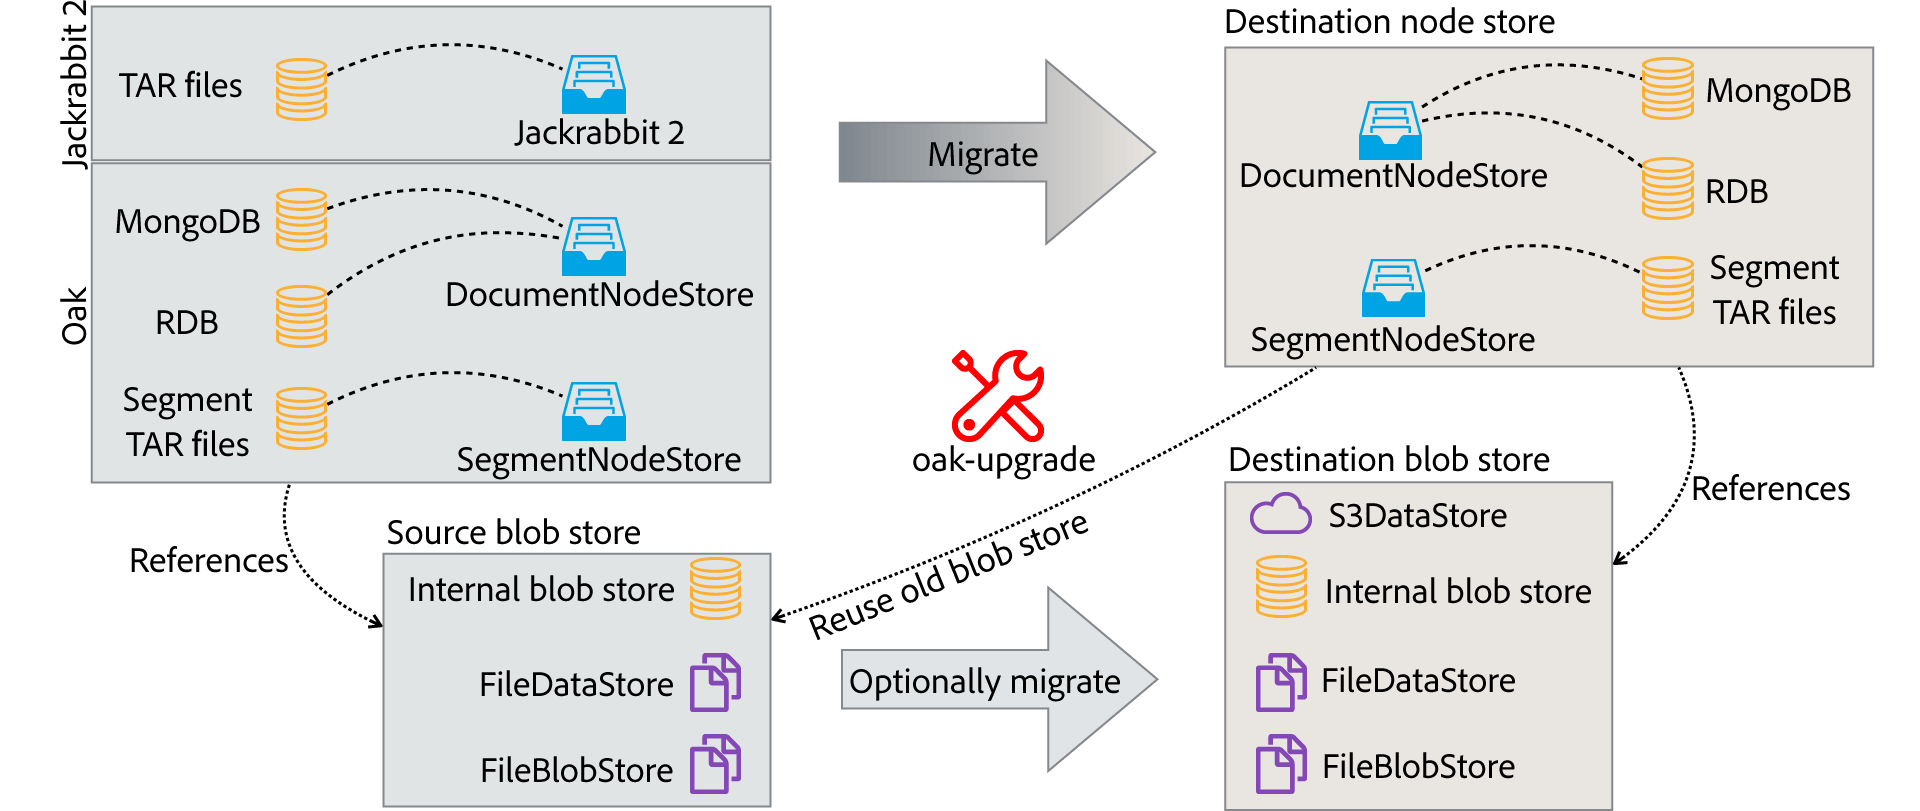 Jackrabbit 2
TAR files
Jackrabbit 2
Oak
MongoDB
RDB
DocumentNodeStore
Segment
TAR files
SegmentNodeStore
References
Source blob store
Internal blob store
FileDataStore
FileBlobStore
Migrate
oak-upgrade
Reuse old blob store
Optionally migrate
Destination node store
MongoDB
DocumentNodeStore
RDB
Segment
TAR files
SegmentNodeStore
References
Destination blob store
S3DataStore
Internal blob store
FileDataStore
FileBlobStore